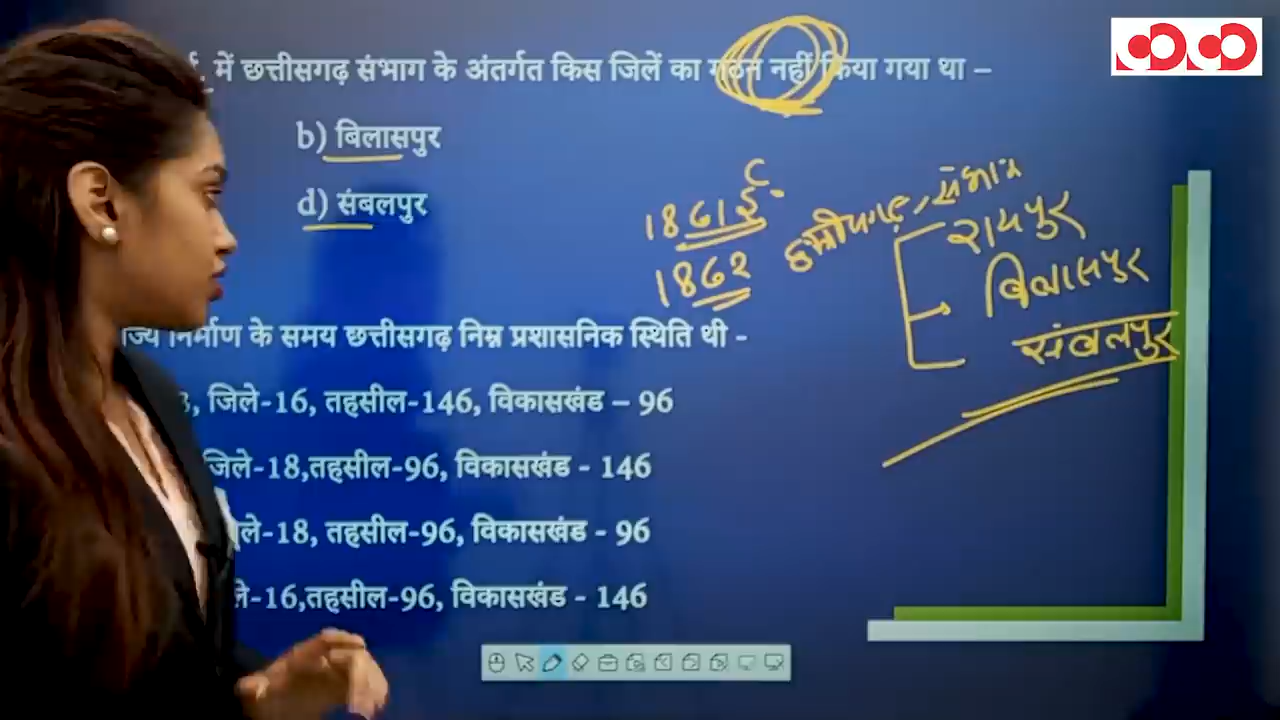 में छत्तीसगढ़ संभाग के अंतर्गत किस जिलें का गठन नहीं किया गया था –
b) बिलासपुर
d) संबलपुर
1861 ई.
1862
छत्तीसगढ़ संभाग
रायपुर
बिलासपुर
संबलपुर
निर्माण के समय छत्तीसगढ़ निम्न प्रशासनिक स्थिति थी -
जिले-16, तहसील-146, विकासखंड – 96
जिले-18,तहसील-96, विकासखंड - 146
-18, तहसील-96, विकासखंड - 96
-16,तहसील-96, विकासखंड - 146